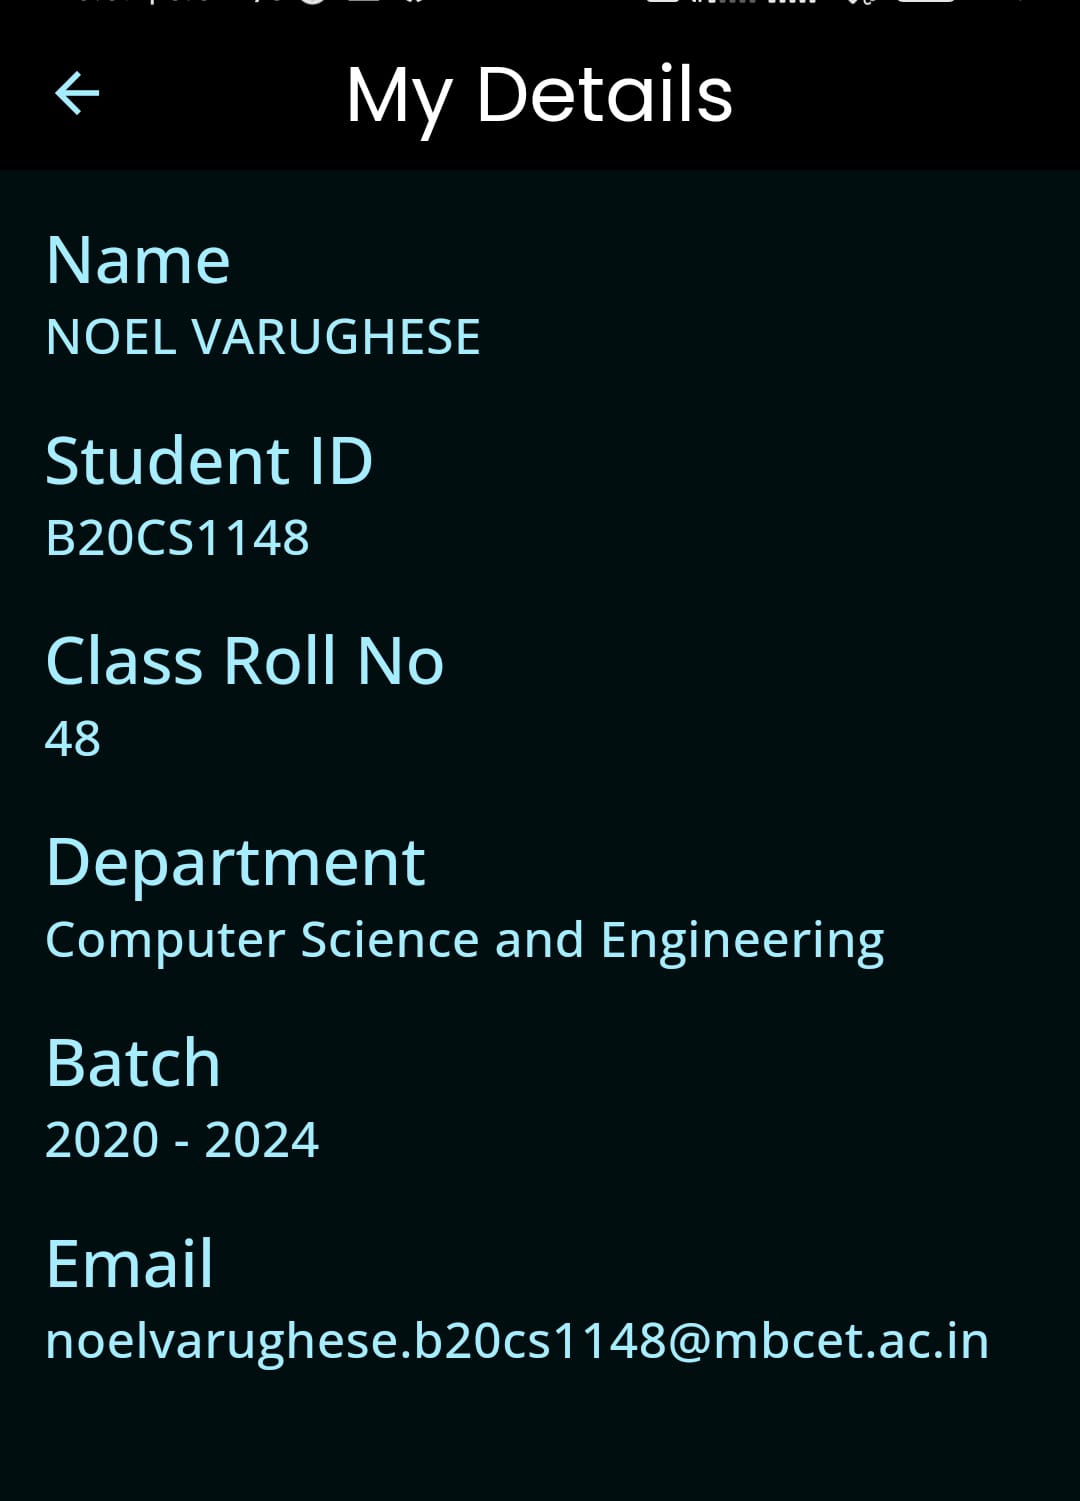 My Details
Name
NOEL VARUGHESE
Student ID
B20CS1148
Class Roll No
48
Department
Computer Science and Engineering
Batch
2020 - 2024
Email
noelvarughese.b20cs1148@mbcet.ac.in